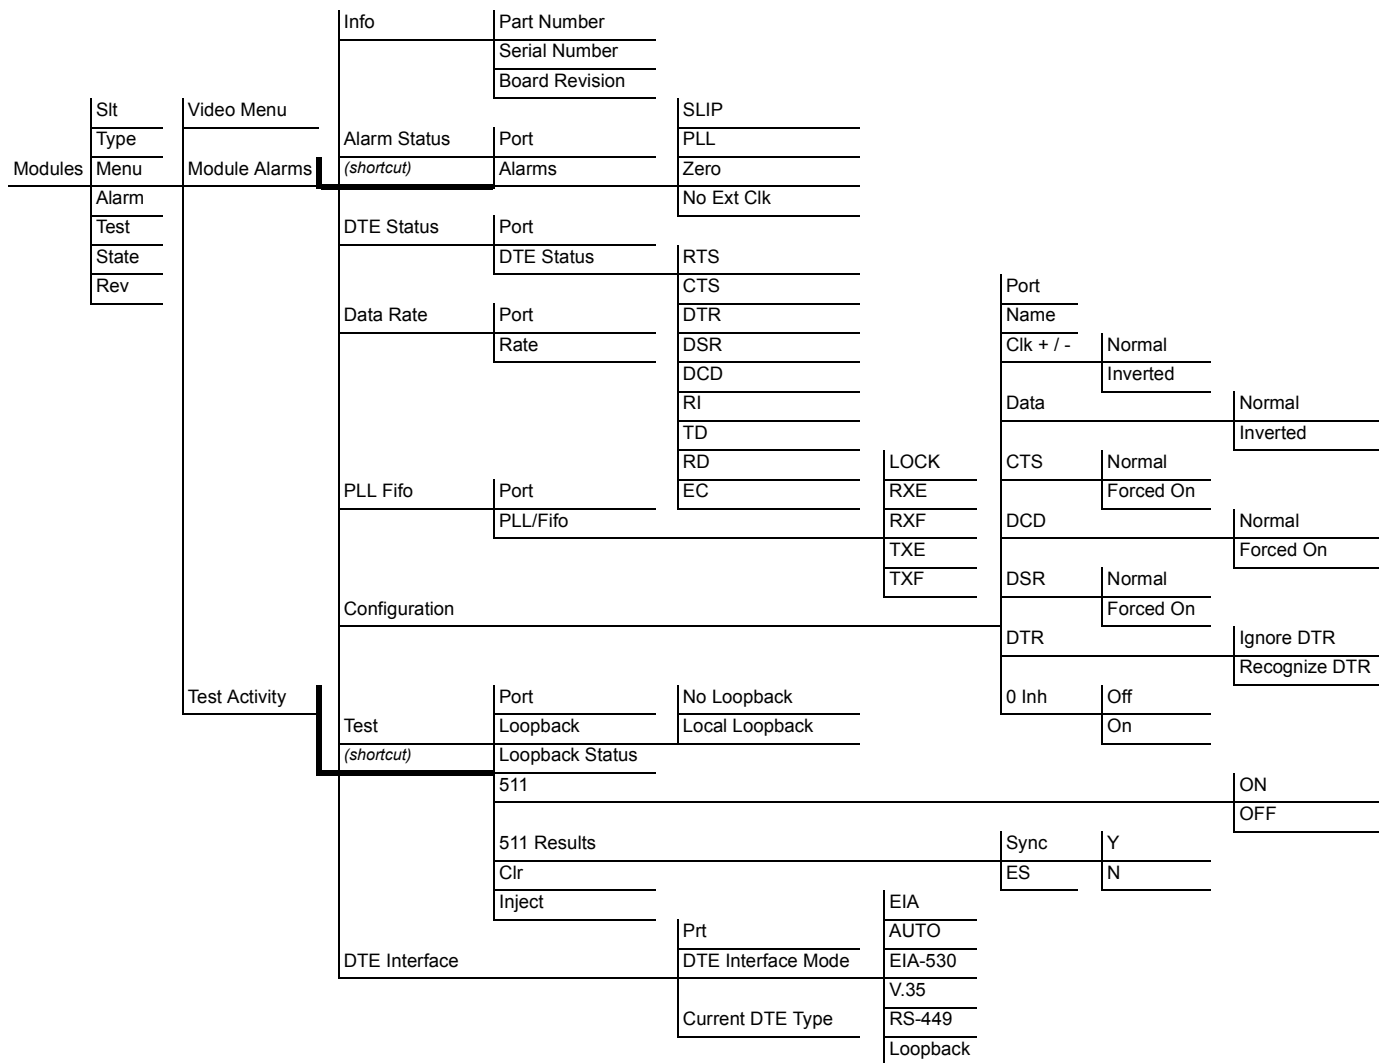 Info
Part Number
Serial Number
Board Revision
Slt
Video Menu
SLIP
Type
Alarm Status
Port
PLL
Modules
Menu
Module Alarms
(shortcut)
Alarms
Zero
Alarm
No Ext Clk
Test
DTE Status
Port
State
DTE Status
RTS
Rev
CTS
Port
Data Rate
Port
DTR
Name
Rate
DSR
Clk + / -
Normal
DCD
Inverted
RI
Data
Normal
TD
Inverted
RD
LOCK
CTS
Normal
PLL Fifo
Port
EC
RXE
Forced On
PLL/Fifo
RXF
DCD
Normal
TXE
Forced On
TXF
DSR
Normal
Configuration
Forced On
DTR
Ignore DTR
Recognize DTR
Test Activity
Port
No Loopback
0 Inh
Off
Test
Loopback
Local Loopback
On
(shortcut)
Loopback Status
511
ON
OFF
511 Results
Sync
Y
Clr
ES
N
Inject
EIA
Prt
AUTO
DTE Interface
DTE Interface Mode
EIA-530
V.35
Current DTE Type
RS-449
Loopback